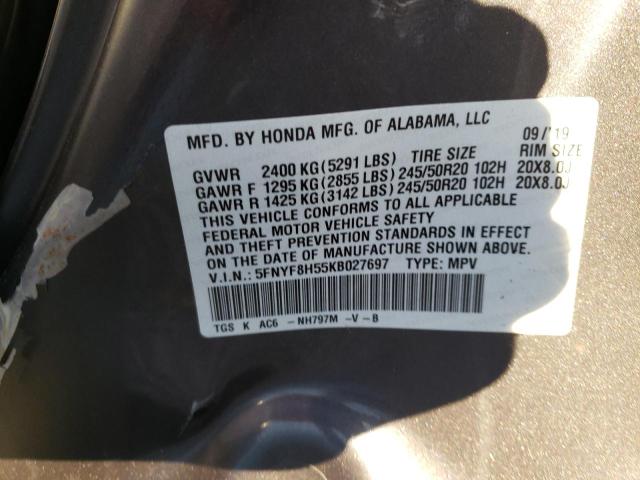 MFD. BY HONDA MFG. OF ALABAMA, LLC 09/'19
GVWR 2400 KG(5291 LBS) TIRE SIZE RIM SIZE
GAWR F 1295 KG(2855 LBS) 245/50R20 102H 20X8.0J
GAWR R 1425 KG(3142 LBS) 245/50R20 102H 20X8.0J
THIS VEHICLE CONFORMS TO ALL APPLICABLE
FEDERAL MOTOR VEHICLE SAFETY
AND THEFT PREVENTION STANDARDS IN EFFECT
ON THE DATE OF MANUFACTURE SHOWN ABOVE.
V.I.N.: 5FNYF8H55KB027697 TYPE: MPV
TGS K AC6 -NH797M -V-B